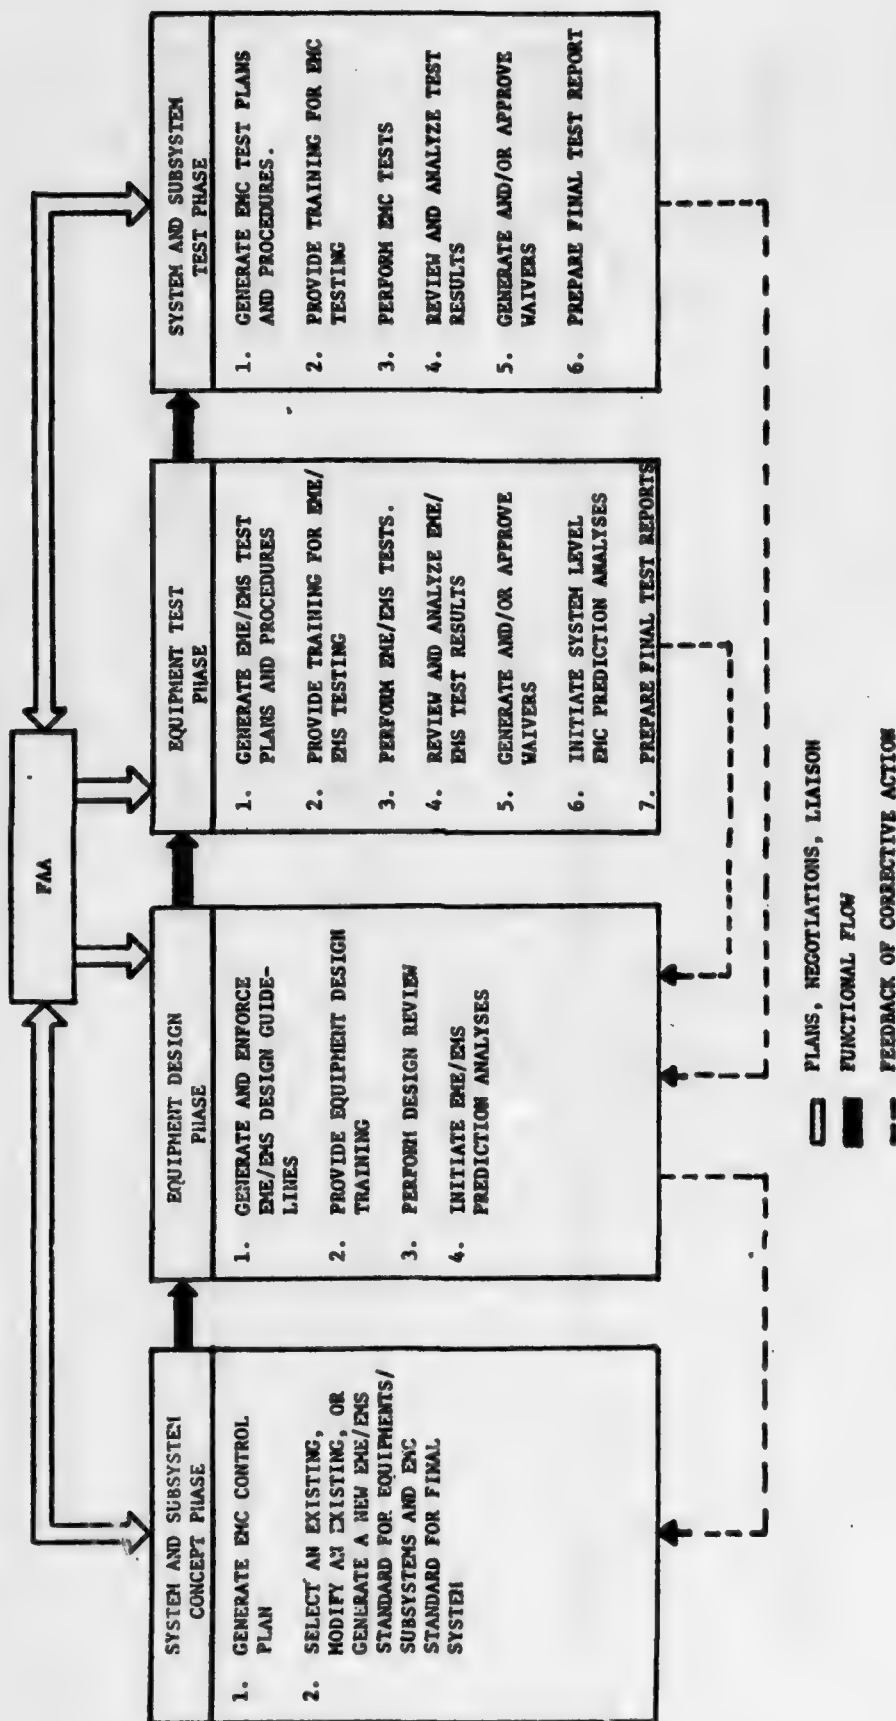 FAA
SYSTEM AND SUBSYSTEM
CONCEPT PHASE
1. GENERATE EMC CONTROL
PLAN
2. SELECT AN EXISTING,
MODIFY AN EXISTING, OR
GENERATE A NEW EME/EMS
STANDARD FOR EQUIPMENTS/
SUBSYSTEMS AND EMC
STANDARD FOR FINAL
SYSTEM
EQUIPMENT DESIGN
PHASE
1. GENERATE AND ENFORCE
EME/EMS DESIGN GUIDE-
LINES
2. PROVIDE EQUIPMENT DESIGN
TRAINING
3. PERFORM DESIGN REVIEW
4. INITIATE EME/EMS
PREDICTION ANALYSES
EQUIPMENT TEST
PHASE
1. GENERATE EME/EMS TEST
PLANS AND PROCEDURES
2. PROVIDE TRAINING FOR EME/
EMS TESTING
3. PERFORM EME/EMS TESTS.
4. REVIEW AND ANALYZE EME/
EMS TEST RESULTS
5. GENERATE AND/OR APPROVE
WAIVERS
6. INITIATE SYSTEM LEVEL
EMC PREDICTION ANALYSES
7. PREPARE FINAL TEST REPORTS
SYSTEM AND SUBSYSTEM
TEST PHASE
1. GENERATE EMC TEST PLANS
AND PROCEDURES.
2. PROVIDE TRAINING FOR EMC
TESTING
3. PERFORM EMC TESTS
4. REVIEW AND ANALYZE TEST
RESULTS
5. GENERATE AND/OR APPROVE
WAIVERS
6. PREPARE FINAL TEST REPORT
PLANS, NEGOTIATIONS, LIAISON
FUNCTIONAL FLOW
FEEDBACK OF CORRECTIVE ACTION